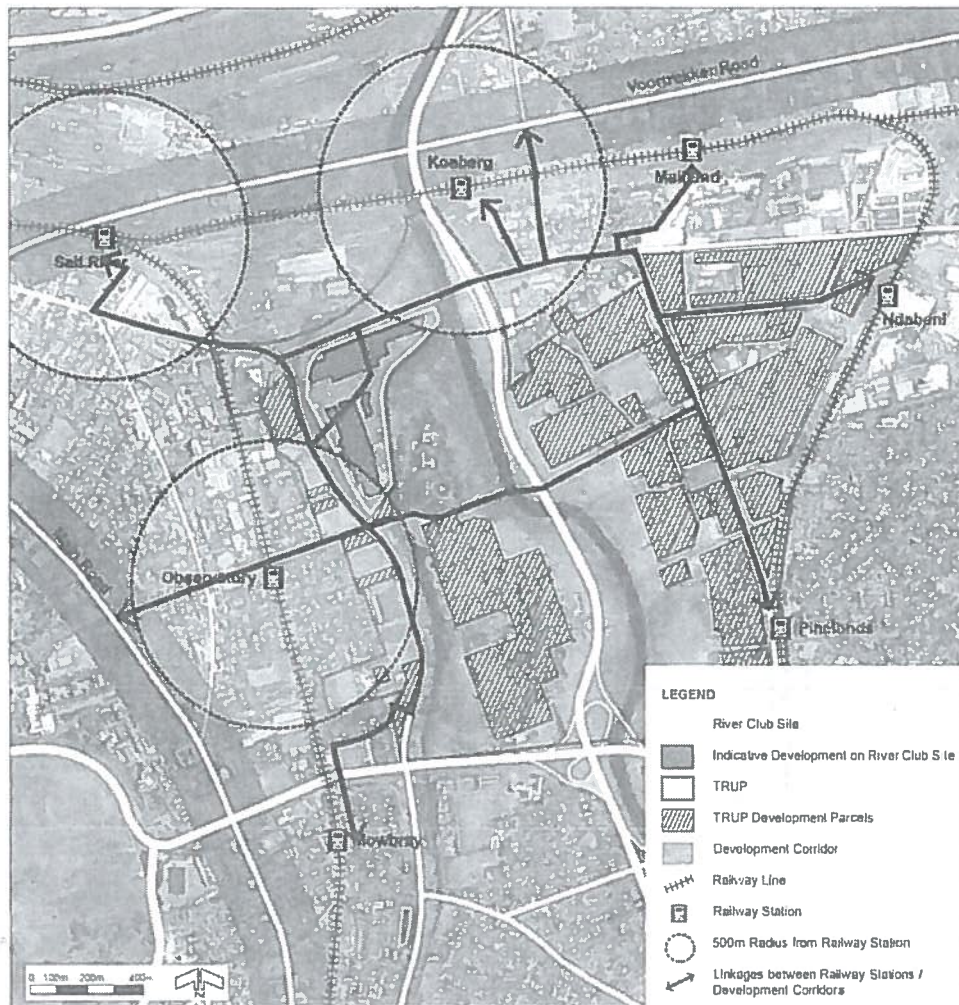 Voortrekker Road
Koeberg
Maitland
Salt River
Ndabeni
Road
Observatory
Pinelands
Mowbray
LEGEND
River Club Site
Indicative Development on River Club Site
TRUP
TRUP Development Parcels
Development Corridor
Railway Line
Railway Station
500m Radius from Railway Station
Linkages between Railway Stations /
Development Corridors
0 100m 200m 400m
N